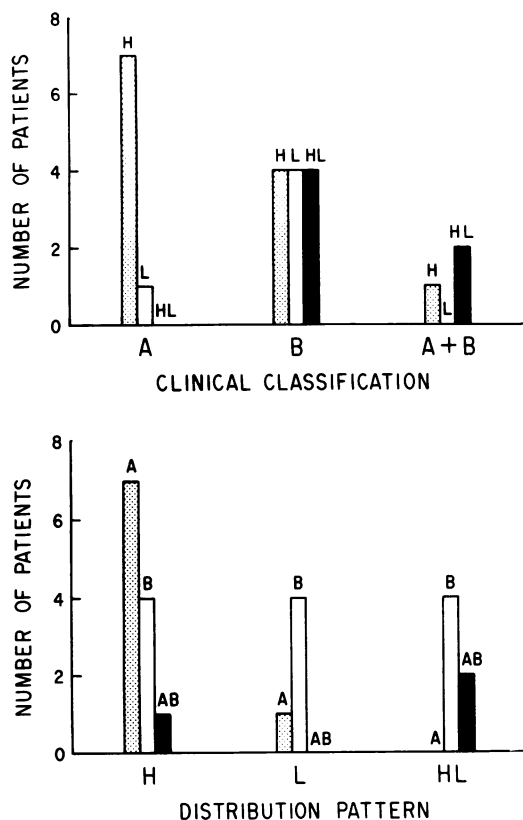 NUMBER OF PATIENTS
8
6
4
2
0
H
L
HL
H L HL
H
L
HL
A B A+B
CLINICAL CLASSIFICATION
NUMBER OF PATIENTS
8
6
4
2
0
A
B
AB
A
B
AB
A
B
AB
H L HL
DISTRIBUTION PATTERN